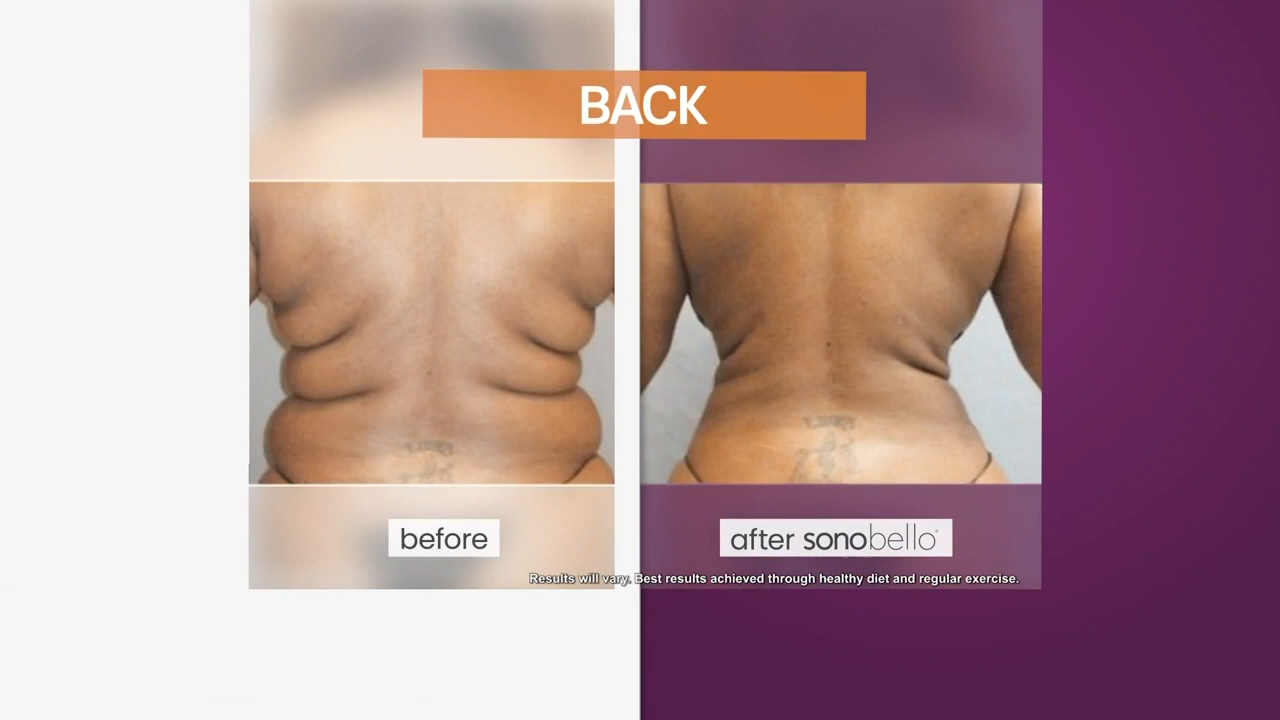 BACK
before
after sonobello®
Results will vary. Best results achieved through healthy diet and regular exercise.